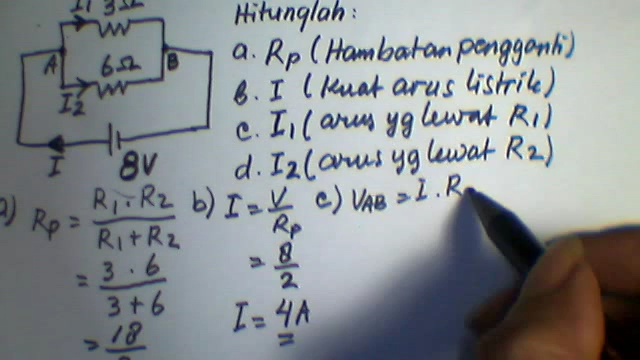 I1 3Ω
A B
6Ω
I2
I 8V
Hitunglah:
a. Rp (Hambatan pengganti)
b. I (Kuat arus listrik)
c. I1 (arus yg lewat R1)
d. I2 (arus yg lewat R2)
a) Rp = R1 . R2 / R1 + R2
= 3 . 6 / 3 + 6
= 18
b) I = V / Rp
= 8 / 2
I = 4A
c) VAB = I . R